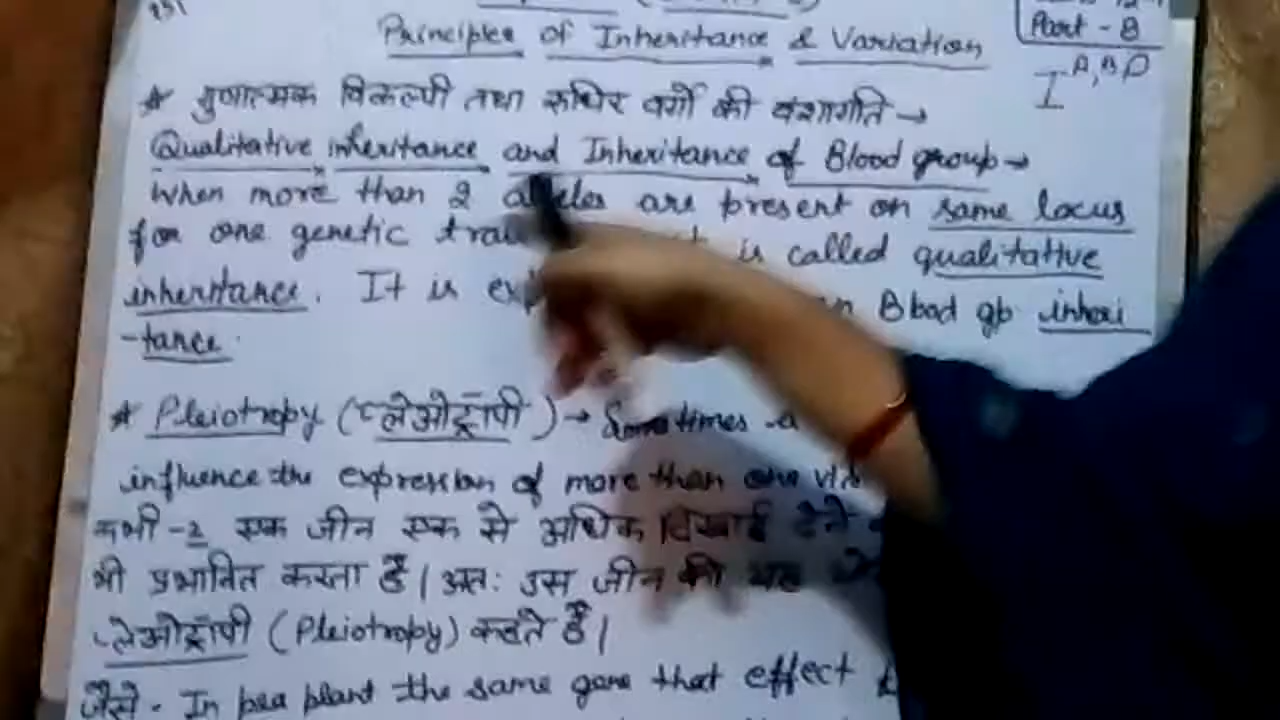 Principles of Inheritance & Variation
Part - B
I A, B, O
* गुणात्मक विकल्पी तथा रुधिर वर्गों की वंशागति →
Qualitative inheritance and Inheritance of Blood group →
When more than 2 alleles are present on same locus
for one genetic is called qualitative
inheritance. It is Blood gp inheri
-tance.
* Pleiotropy (प्लेओट्रॉपी) → Sometimes a
influence the expression of more than one
कभी-2 एक जीन एक से अधिक दिखाई देने
भी प्रभावित करता है। अतः उस जीन की यह
प्लेओट्रॉपी (Pleiotropy) कहते हैं।
जैसे - In pea plant the same gene that effect